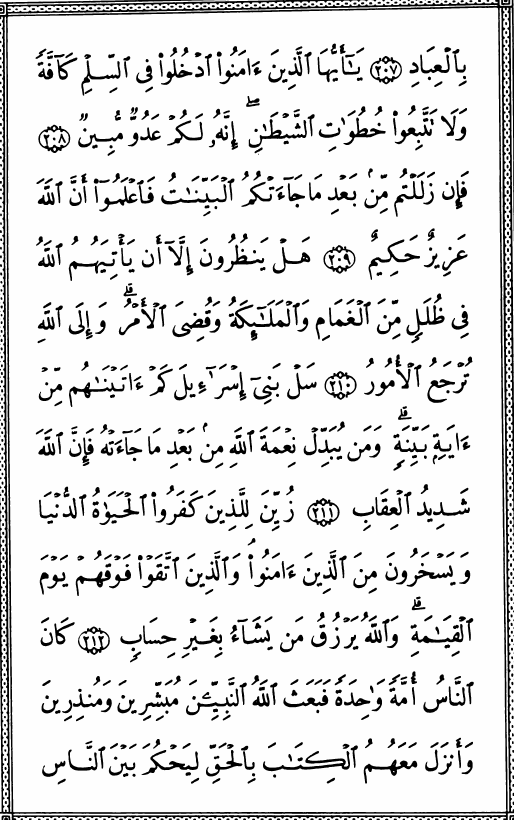 بِٱلۡعِبَادِ ٢٠٧ يَـٰٓأَيُّهَا ٱلَّذِينَ ءَامَنُواْ ٱدۡخُلُواْ فِي ٱلسِّلۡمِ كَآفَّةٗ
وَلَا تَتَّبِعُواْ خُطُوَٰتِ ٱلشَّيۡطَٰنِۚ إِنَّهُۥ لَكُمۡ عَدُوّٞ مُّبِينٞ ٢٠٨
فَإِن زَلَلۡتُم مِّنۢ بَعۡدِ مَا جَآءَتۡكُمُ ٱلۡبَيِّنَٰتُ فَٱعۡلَمُوٓاْ أَنَّ ٱللَّهَ
عَزِيزٌ حَكِيمٌ ٢٠٩ هَلۡ يَنظُرُونَ إِلَّآ أَن يَأۡتِيَهُمُ ٱللَّهُ
فِي ظُلَلٖ مِّنَ ٱلۡغَمَامِ وَٱلۡمَلَٰٓئِكَةُ وَقُضِيَ ٱلۡأَمۡرُۚ وَإِلَى ٱللَّهِ
تُرۡجَعُ ٱلۡأُمُورُ ٢١٠ سَلۡ بَنِيٓ إِسۡرَٰٓءِيلَ كَمۡ ءَاتَيۡنَٰهُم مِّنۡ
ءَايَةِۭ بَيِّنَةٖۗ وَمَن يُبَدِّلۡ نِعۡمَةَ ٱللَّهِ مِنۢ بَعۡدِ مَا جَآءَتۡهُ فَإِنَّ ٱللَّهَ
شَدِيدُ ٱلۡعِقَابِ ٢١١ زُيِّنَ لِلَّذِينَ كَفَرُواْ ٱلۡحَيَوٰةُ ٱلدُّنۡيَا
وَيَسۡخَرُونَ مِنَ ٱلَّذِينَ ءَامَنُواْۘ وَٱلَّذِينَ ٱتَّقَوۡاْ فَوۡقَهُمۡ يَوۡمَ
ٱلۡقِيَٰمَةِۗ وَٱللَّهُ يَرۡزُقُ مَن يَشَآءُ بِغَيۡرِ حِسَابٖ ٢١٢ كَانَ
ٱلنَّاسُ أُمَّةٗ وَٰحِدَةٗ فَبَعَثَ ٱللَّهُ ٱلنَّبِيِّـۧنَ مُبَشِّرِينَ وَمُنذِرِينَ
وَأَنزَلَ مَعَهُمُ ٱلۡكِتَٰبَ بِٱلۡحَقِّ لِيَحۡكُمَ بَيۡنَ ٱلنَّاسِ